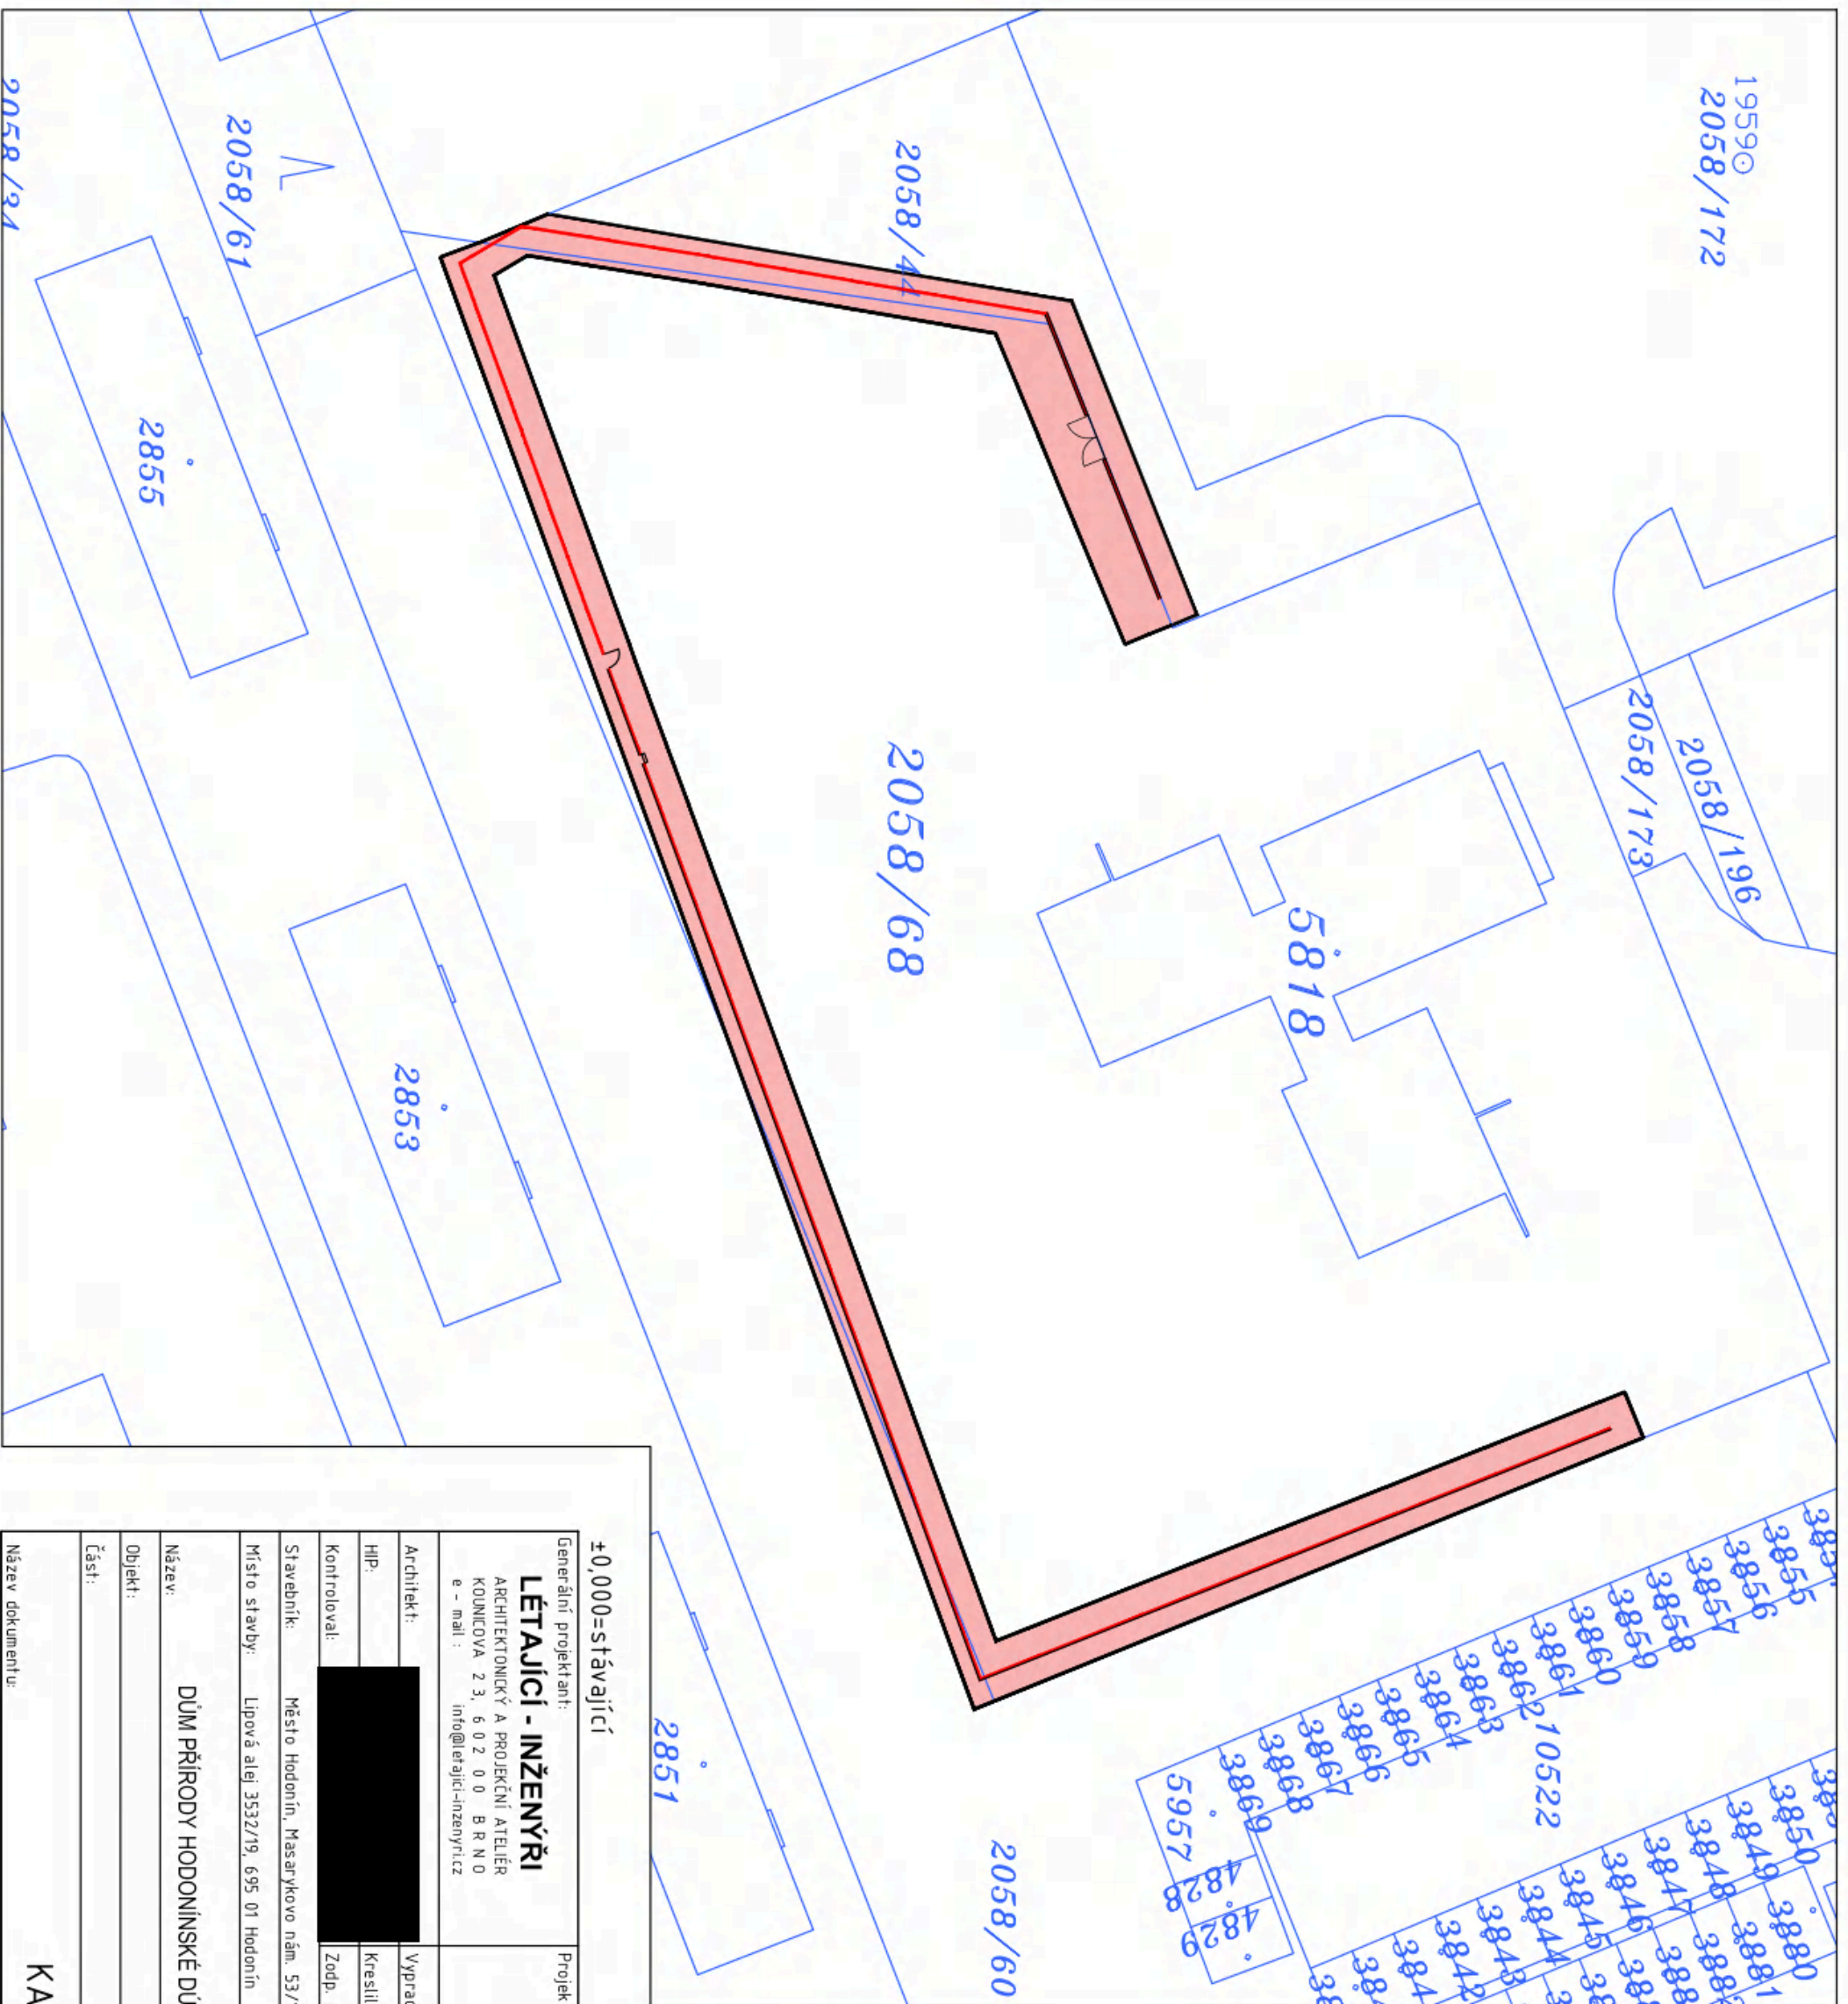 1959
2058/172
2058/44
2058/61
2855
2058/68
5818
2058/173
2058/196
2853
2851
2058/60
3855
3856
3857
3858
3859
3860
3861
3862
3863
3864
3865
3866
3867
3868
3869
10522
5957
4828
4829
3850
3849
3848
3847
3846
3845
3844
3843
3842
3880
3881
±0,000=stávající
Generální projektant:
LÉTAJÍCÍ - INŽENÝŘI
ARCHITEKTONICKÝ A PROJEKČNÍ ATELIÉR
KOUNICOVA 23, 602 00 BRNO
e - mail : info@letajici-inzenyri.cz
Architekt:
HIP:
Kontroloval:
Zodp.
Stavebník: Město Hodonín, Masarykovo nám. 53/
Místo stavby: Lipová alej 3532/19, 695 01 Hodonín
Název:
DŮM PŘÍRODY HODONÍNSKÉ
Objekt:
Část:
Název dokumentu: